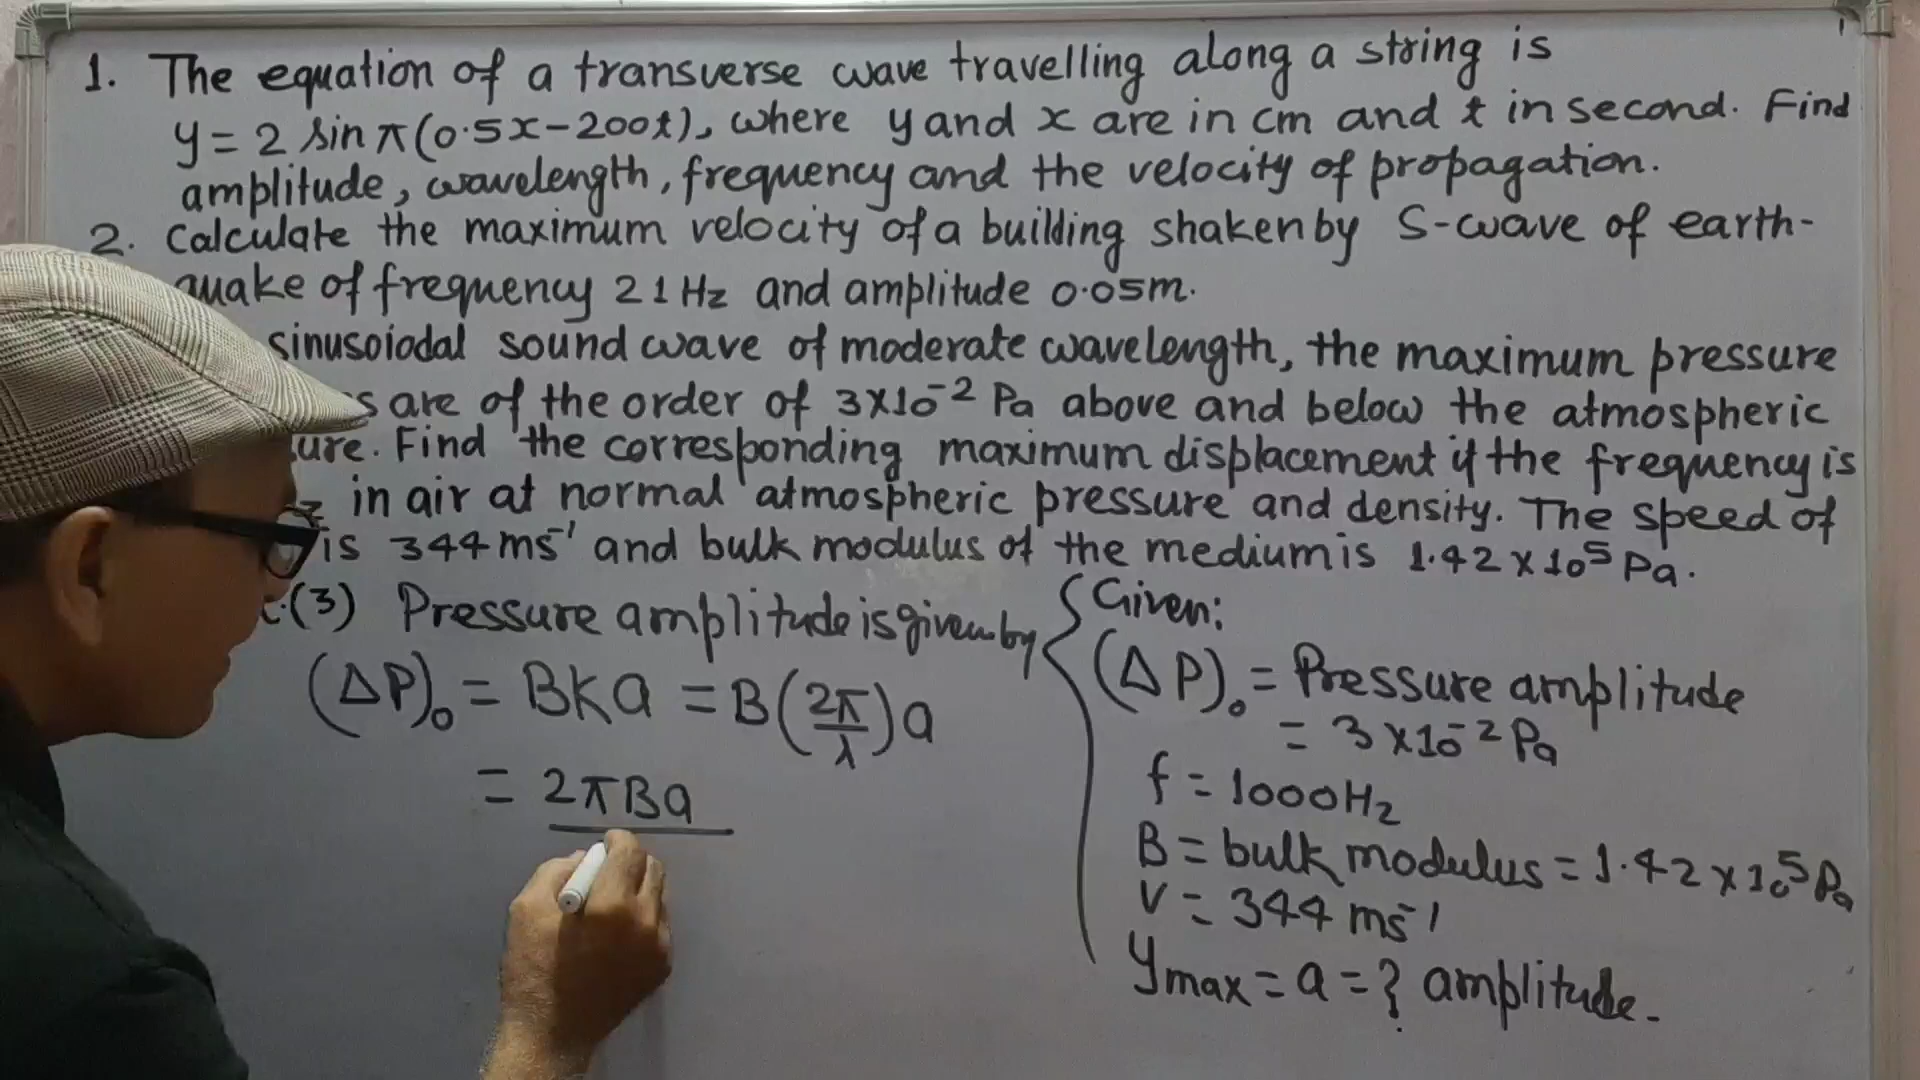 1. The equation of a transverse wave travelling along a string is
y = 2 sin π(0.5x-200t), where y and x are in cm and t in second. Find
amplitude, wavelength, frequency and the velocity of propagation.
2. Calculate the maximum velocity of a building shaken by S-wave of earth-
quake of frequency 21 Hz and amplitude 0.05m.
sinusoiodal sound wave of moderate wavelength, the maximum pressure
s are of the order of 3×10⁻² Pa above and below the atmospheric
ure. Find the corresponding maximum displacement if the frequency is
z in air at normal atmospheric pressure and density. The speed of
is 344 ms⁻¹ and bulk modulus of the medium is 1.42 × 10⁵ Pa.
(3) Pressure amplitude is given by
(ΔP)₀ = BKa = B(2π/λ)a
= 2πBa
Given:
(ΔP)₀ = Pressure amplitude
= 3×10⁻² Pa
f = 1000Hz
B = bulk modulus = 1.42 × 10⁵ Pa
V = 344 ms⁻¹
Ymax = a = ? amplitude.